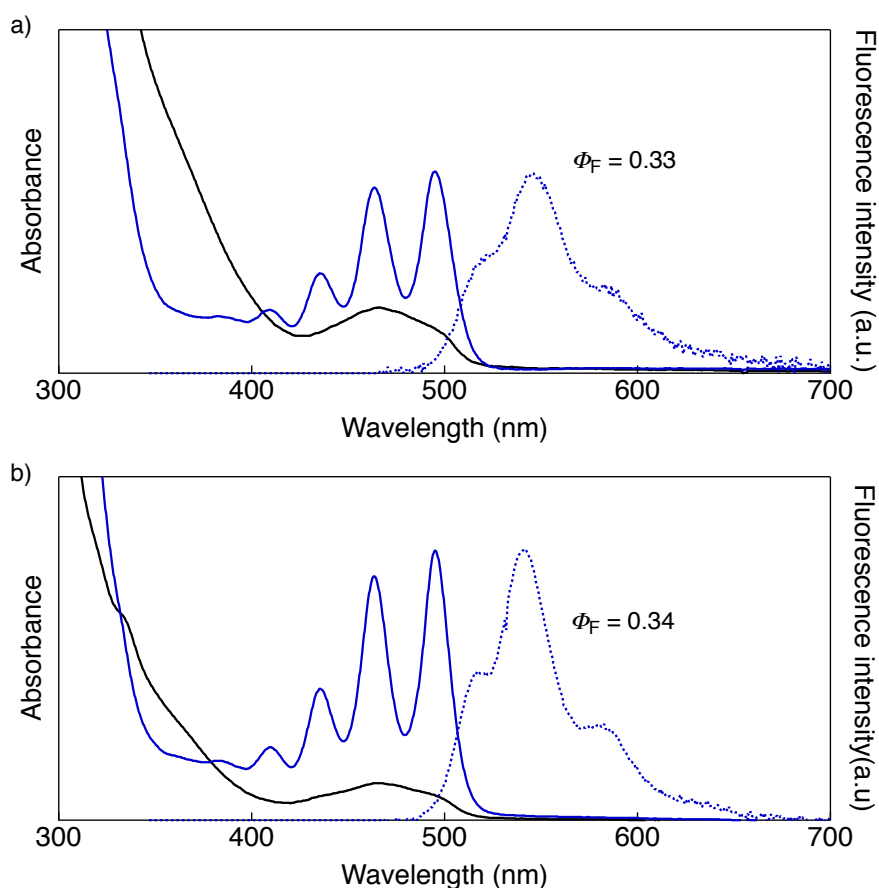 a)
Absorbance
Fluorescence intensity (a.u.)
ΦF = 0.33
300 400 500 600 700
Wavelength (nm)
b)
Absorbance
Fluorescence intensity(a.u)
ΦF = 0.34
300 400 500 600 700
Wavelength (nm)